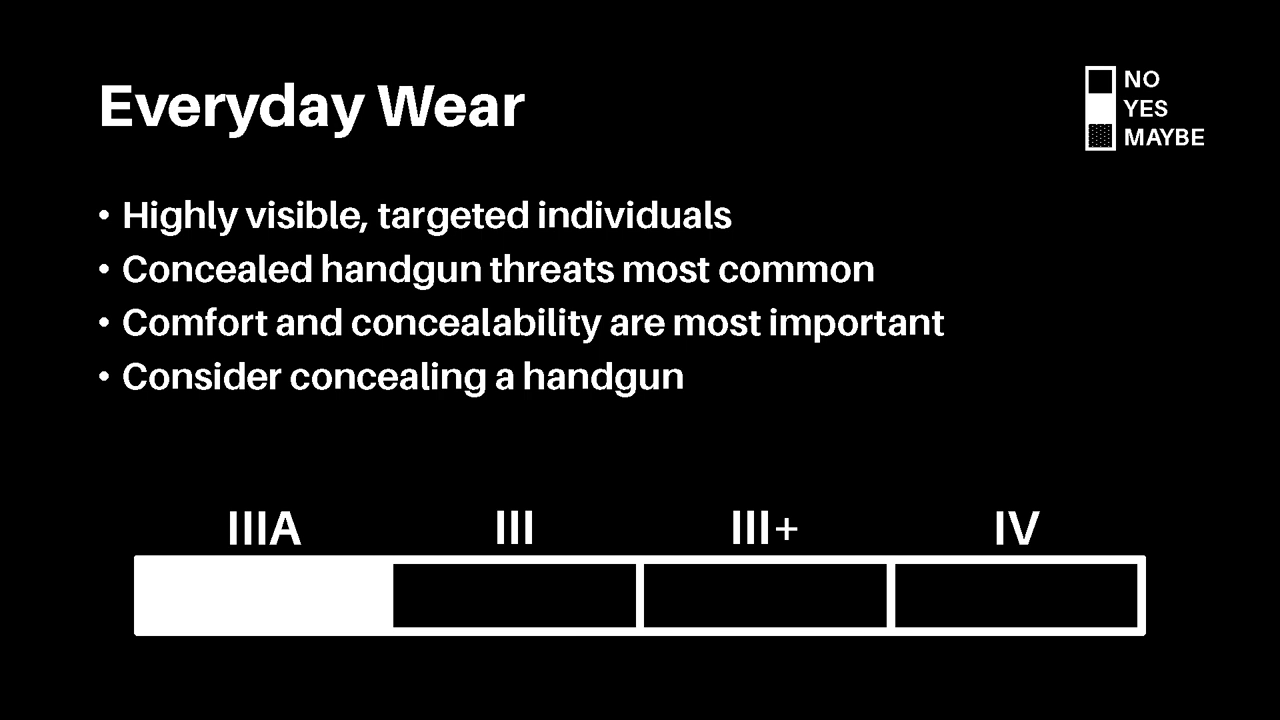 Everyday Wear
NO
YES
MAYBE
• Highly visible, targeted individuals
• Concealed handgun threats most common
• Comfort and concealability are most important
• Consider concealing a handgun
IIIA III III+ IV